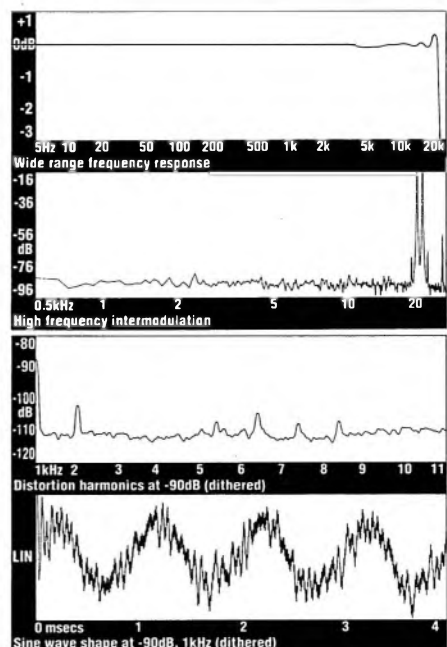 +1
0dB
-1
-2
-3
5Hz 10 20 50 100 200 500 1k 2k 5k 10k 20k
Wide range frequency response
-16
-36
-56
dB
-76
-96
0.5kHz 1 2 5 10 20
High frequency intermodulation
-80
-90
-100
dB
-110
-120
1kHz 2 3 4 5 6 7 8 9 10 11
Distortion harmonics at -90dB (dithered)
LIN
0 msecs 1 2 3 4
Sine wave shape at -90dB, 1kHz (dithered)